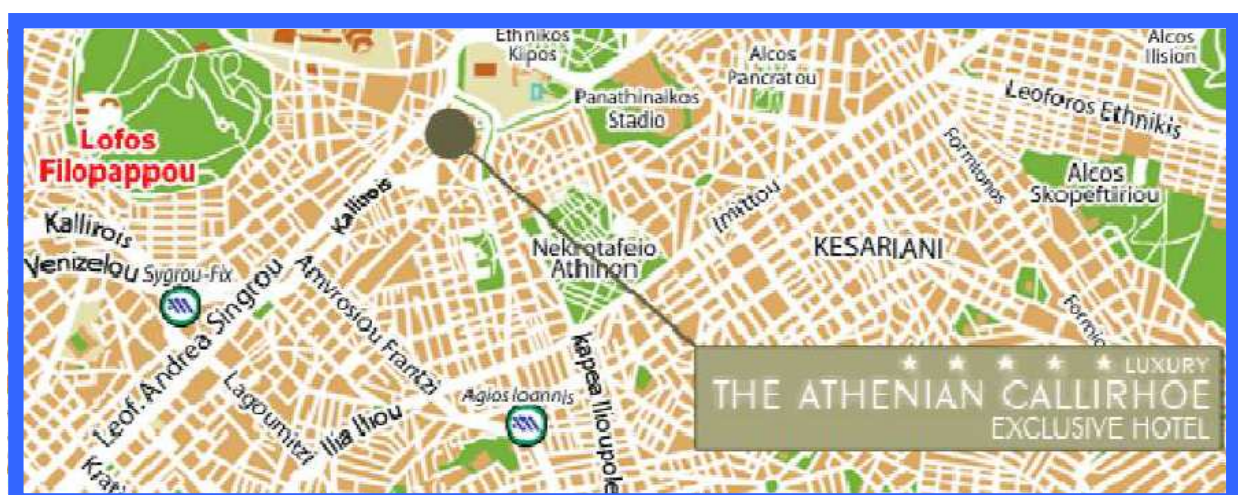 Ethnikos
Kipos
Alcos
Pancratou
Alcos
Ilision
Leoforos Ethnikis
Panathinaikos
Stadio
Lofos
Filopappou
Formionos
Alcos
Skopeftiriou
Kallirois
Imittou
Kallirois
Nekrotafeio
Athinon
KESARIANI
Venizelou
Sygrou-Fix
Amvrosiou Frantzi
Leof. Andrea Singrou
kapea Ilioupole
Lagoumitzi
Ilia Iliou
Agios Ioannis
★ ★ ★ ★ ★ LUXURY
THE ATHENIAN CALLIRHOE
EXCLUSIVE HOTEL